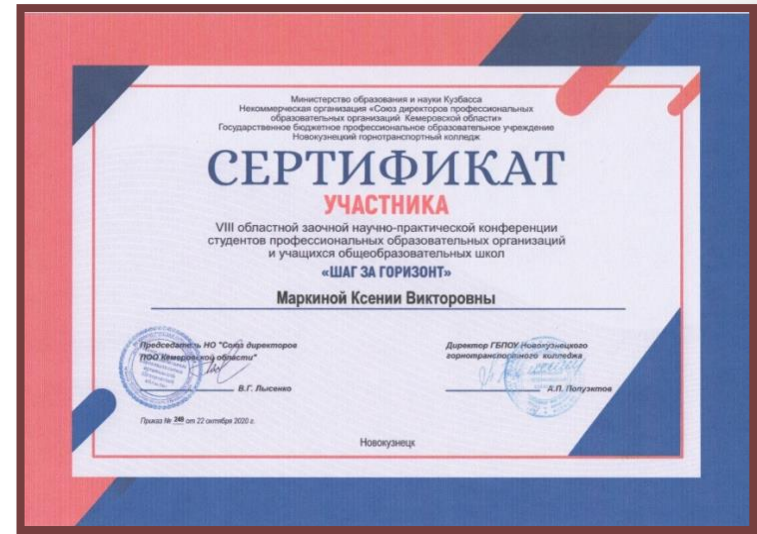 Министерство образования и науки Кузбасса
Некоммерческая организация «Союз директоров профессиональных
образовательных организаций Кемеровской области»
Государственное бюджетное профессиональное образовательное учреждение
Новокузнецкий горнотранспортный колледж
СЕРТИФИКАТ
УЧАСТНИКА
VIII областной заочной научно-практической конференции
студентов профессиональных образовательных организаций
и учащихся общеобразовательных школ
«ШАГ ЗА ГОРИЗОНТ»
Маркиной Ксении Викторовны
Председатель НО "Союз директоров
ПОО Кемеровской области"
В.Г. Лысенко
Директор ГБПОУ Новокузнецкого
горнотранспортного колледжа
А.П. Полуэктов
Приказ № 249 от 22 октября 2020 г.
Новокузнецк